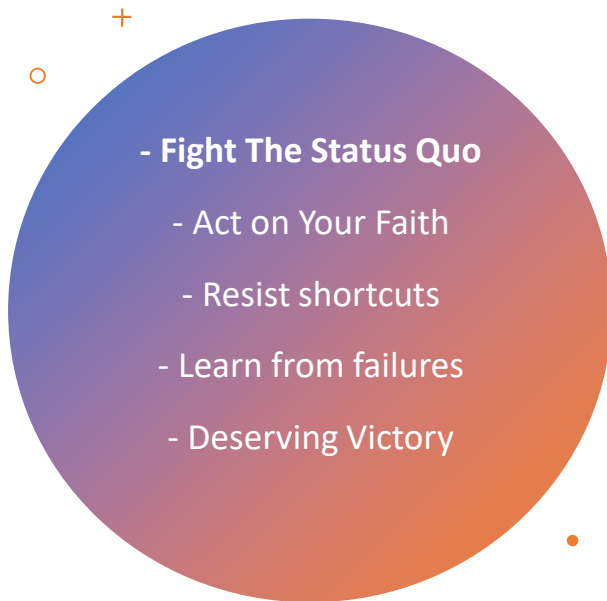 - Fight The Status Quo
- Act on Your Faith
- Resist shortcuts
- Learn from failures
- Deserving Victory